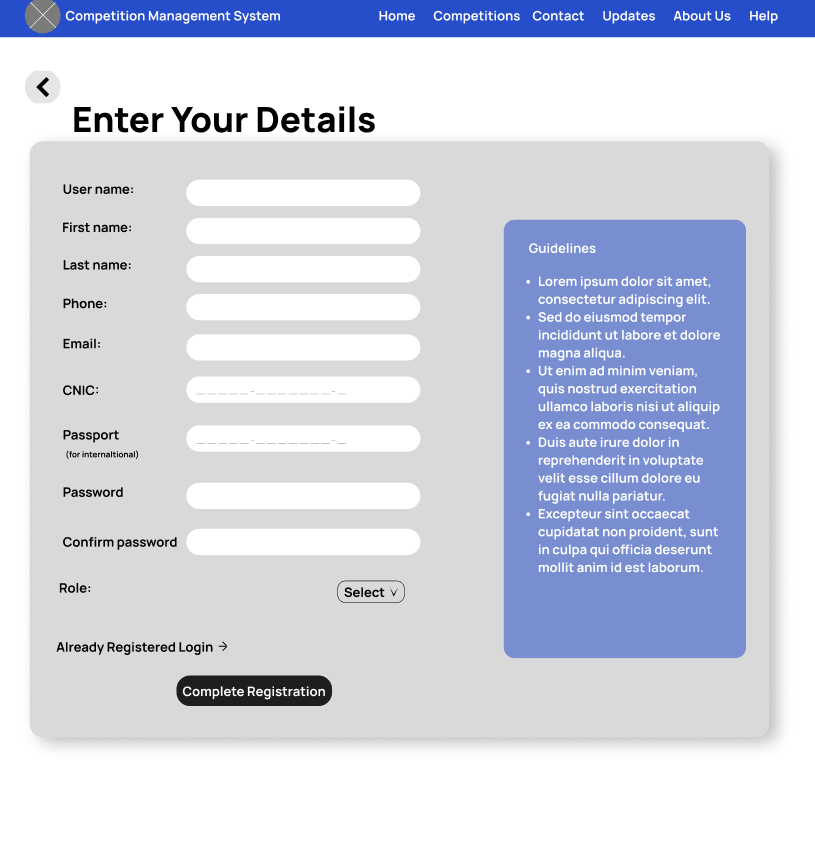 Competition Management System
Home Competitions Contact Updates About Us Help
Enter Your Details
User name:
First name:
Last name:
Phone:
Email:
CNIC:
_____-_______-_
Passport
(for internaltional)
_____-_______-_
Password
Confirm password
Role:
Select
Already Registered Login →
Complete Registration
Guidelines
• Lorem ipsum dolor sit amet,
consectetur adipiscing elit.
• Sed do eiusmod tempor
incididunt ut labore et dolore
magna aliqua.
• Ut enim ad minim veniam,
quis nostrud exercitation
ullamco laboris nisi ut aliquip
ex ea commodo consequat.
• Duis aute irure dolor in
reprehenderit in voluptate
velit esse cillum dolore eu
fugiat nulla pariatur.
• Excepteur sint occaecat
cupidatat non proident, sunt
in culpa qui officia deserunt
mollit anim id est laborum.